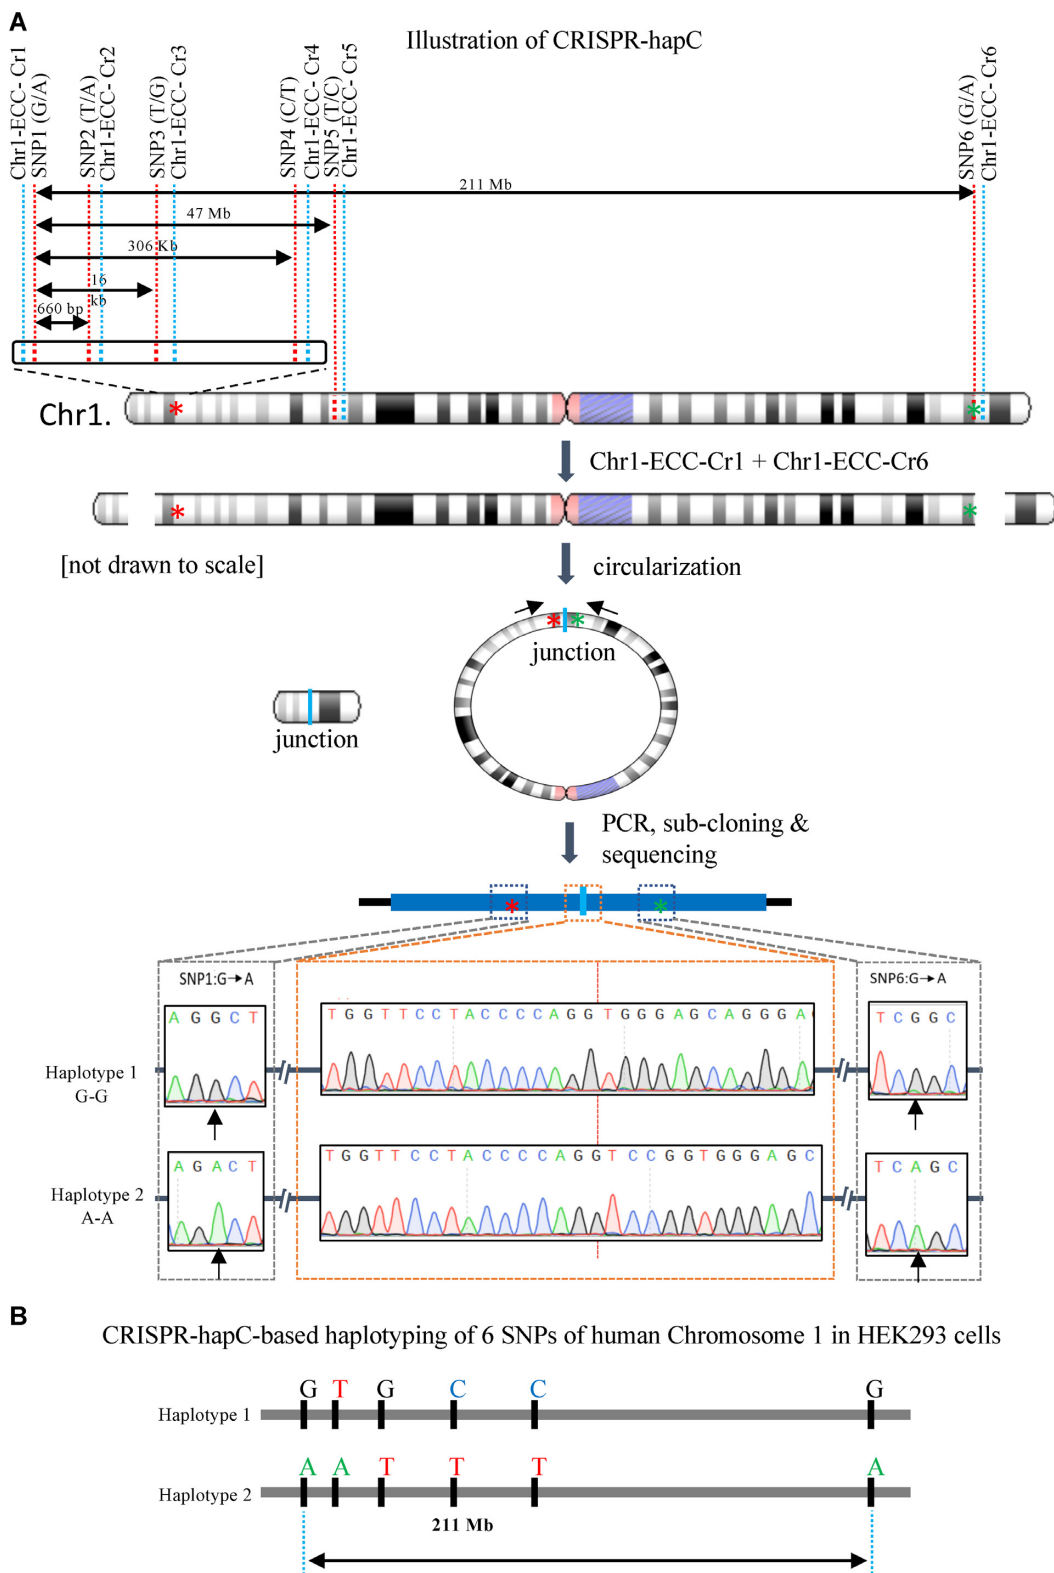 A
Illustration of CRISPR-hapC
Chr1-ECC- Cr1
SNP1 (G/A)
SNP2 (T/A)
Chr1-ECC- Cr2
SNP3 (T/G)
Chr1-ECC- Cr3
SNP4 (C/T)
Chr1-ECC- Cr4
SNP5 (T/C)
Chr1-ECC- Cr5
SNP6 (G/A)
Chr1-ECC- Cr6
211 Mb
47 Mb
306 Kb
16
kb
660 bp
*
*
Chr1.
Chr1-ECC-Cr1 + Chr1-ECC-Cr6
*
*
[not drawn to scale]
circularization
*
*
junction
junction
PCR, sub-cloning &
sequencing
*
*
SNP1:G→A
SNP6:G→A
A G G C T
T G G T T C C T A C C C C A G G T G G G A G C A G G G A
T C G G C
Haplotype 1
G-G
A G A C T
T G G T T C C T A C C C C A G G T C C G G T G G G A G C
T C A G C
Haplotype 2
A-A
B
CRISPR-hapC-based haplotyping of 6 SNPs of human Chromosome 1 in HEK293 cells
G T G C C G
Haplotype 1
A A T T T A
Haplotype 2
211 Mb